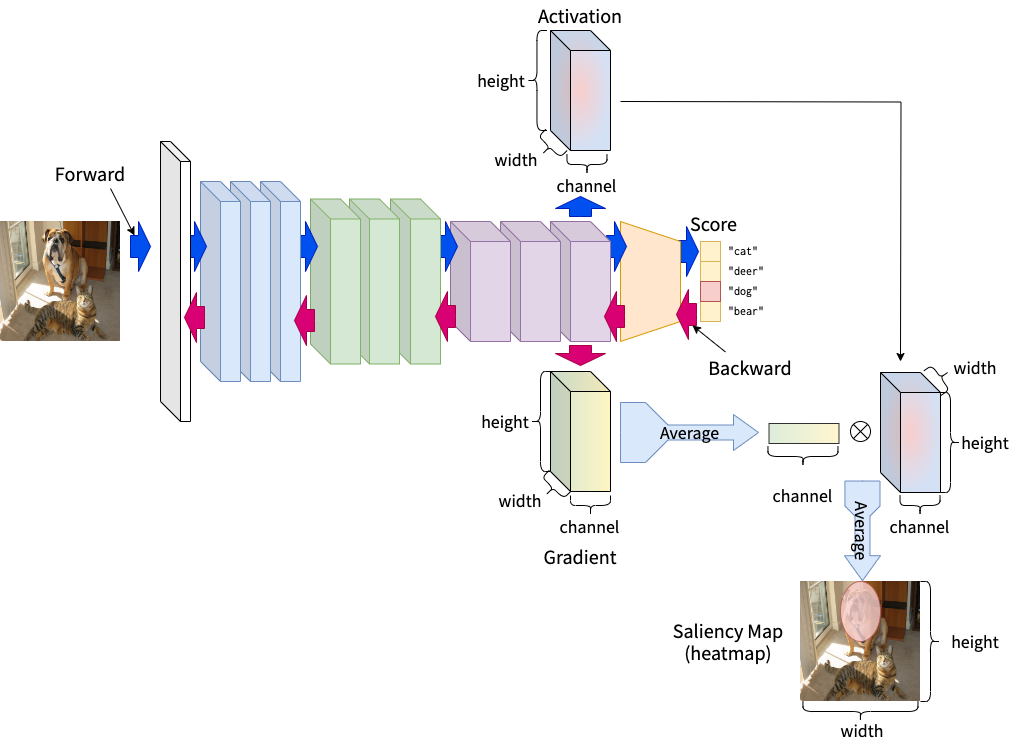 Activation
height
width
channel
Forward
Score
"cat"
"deer"
"dog"
"bear"
Backward
height
width
channel
Gradient
Average
channel
width
height
channel
Average
Saliency Map
(heatmap)
height
width